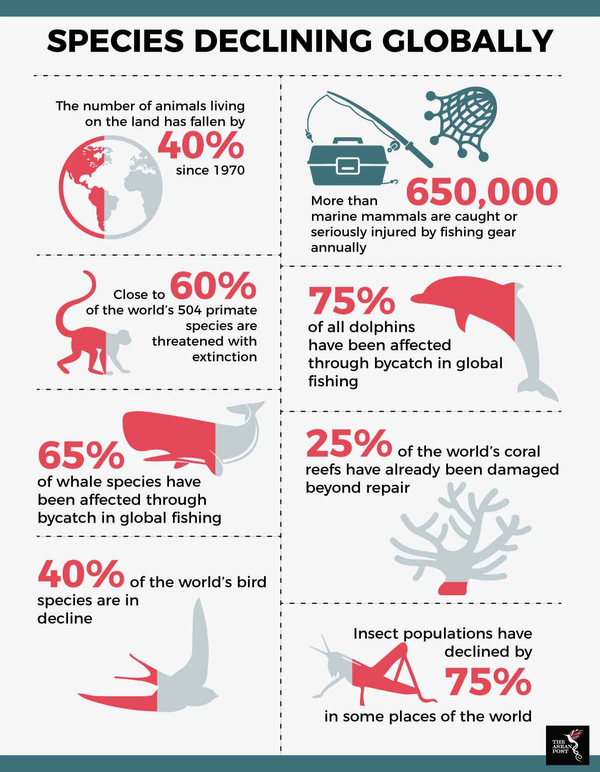 SPECIES DECLINING GLOBALLY
The number of animals living
on the land has fallen by
40%
since 1970
More than 650,000
marine mammals are caught or
seriously injured by fishing gear
annually
Close to 60%
of the world's 504 primate
species are
threatened with
extinction
75%
of all dolphins
have been affected
through bycatch in global
fishing
65%
of whale species have
been affected through
bycatch in global fishing
25% of the world's coral
reefs have already been damaged
beyond repair
40% of the world's bird
species are in
decline
Insect populations have
declined by
75%
in some places of the world
THE
ASEAN
POST